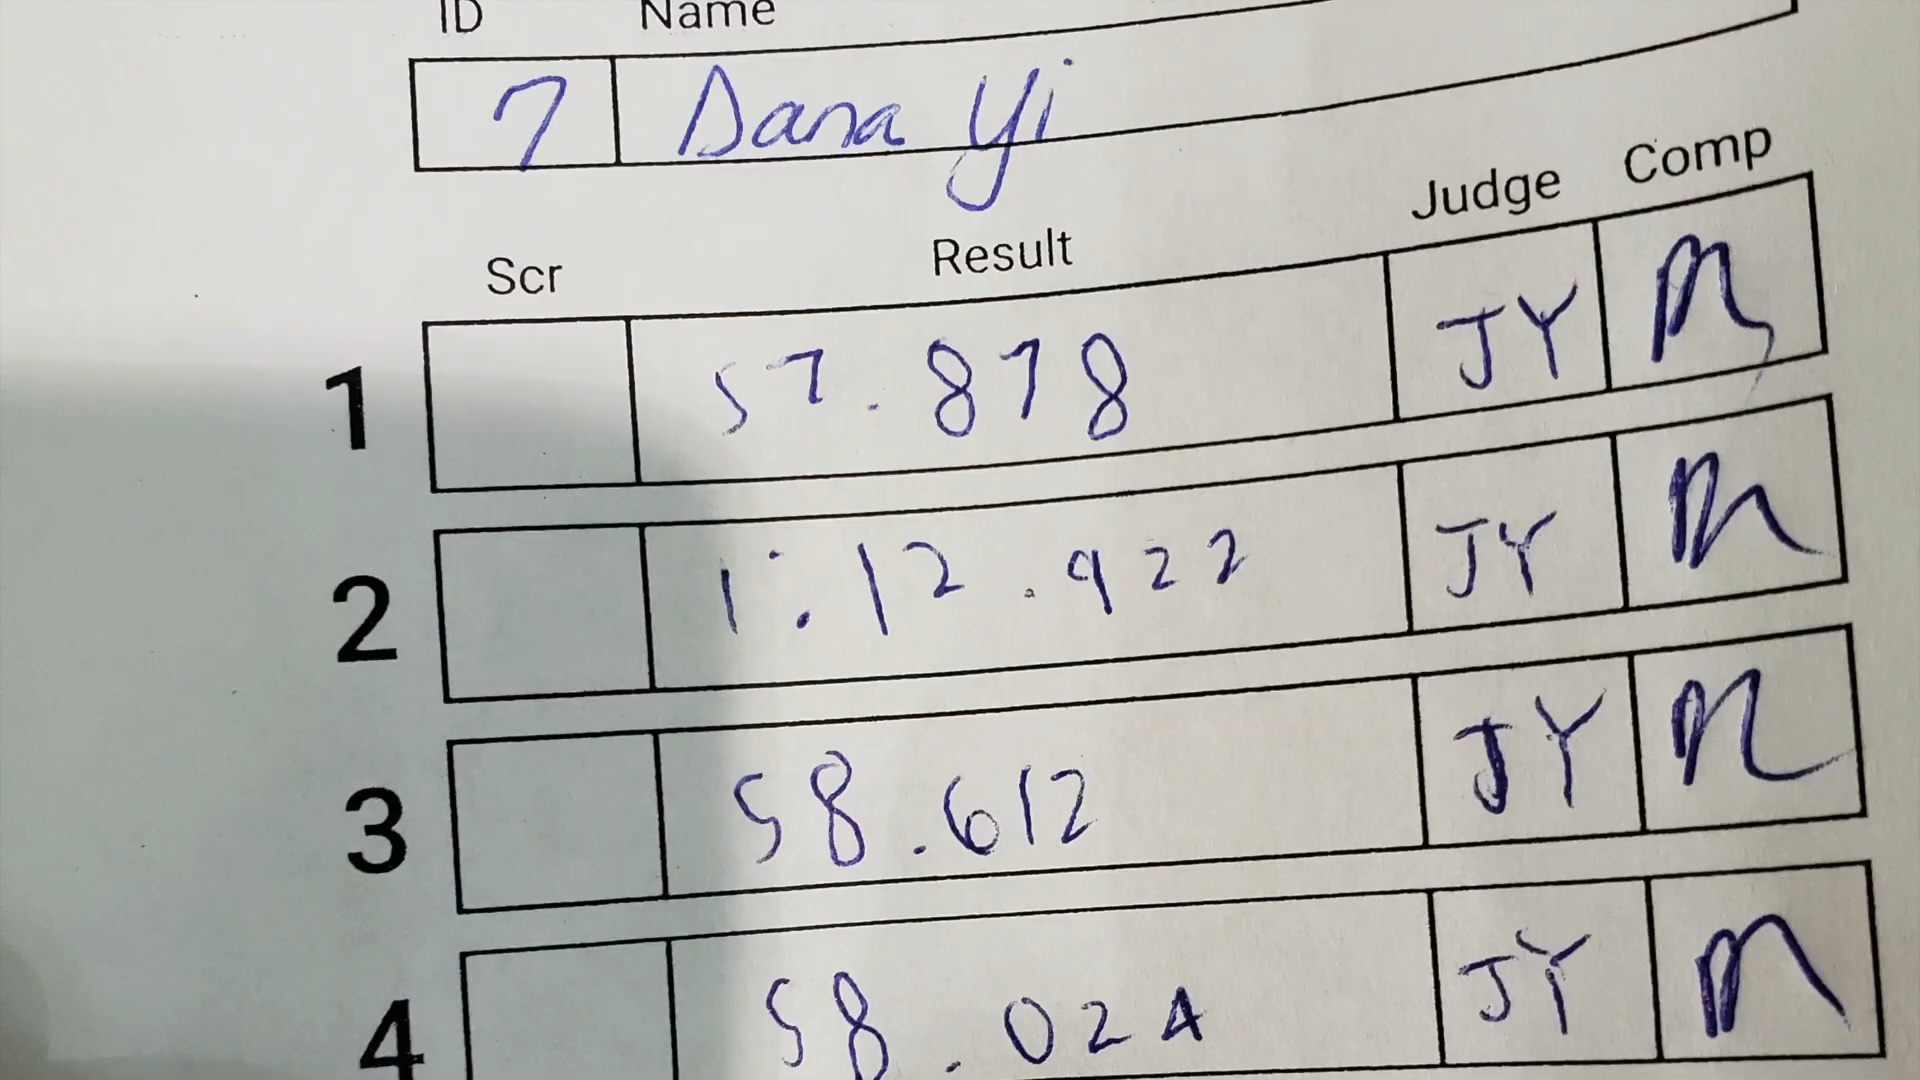 ID Name
7 Dana Yi
Scr Result Judge Comp
1 57.878 JY
2 1:12.922 JY
3 58.612 JY
4 58.024 JY